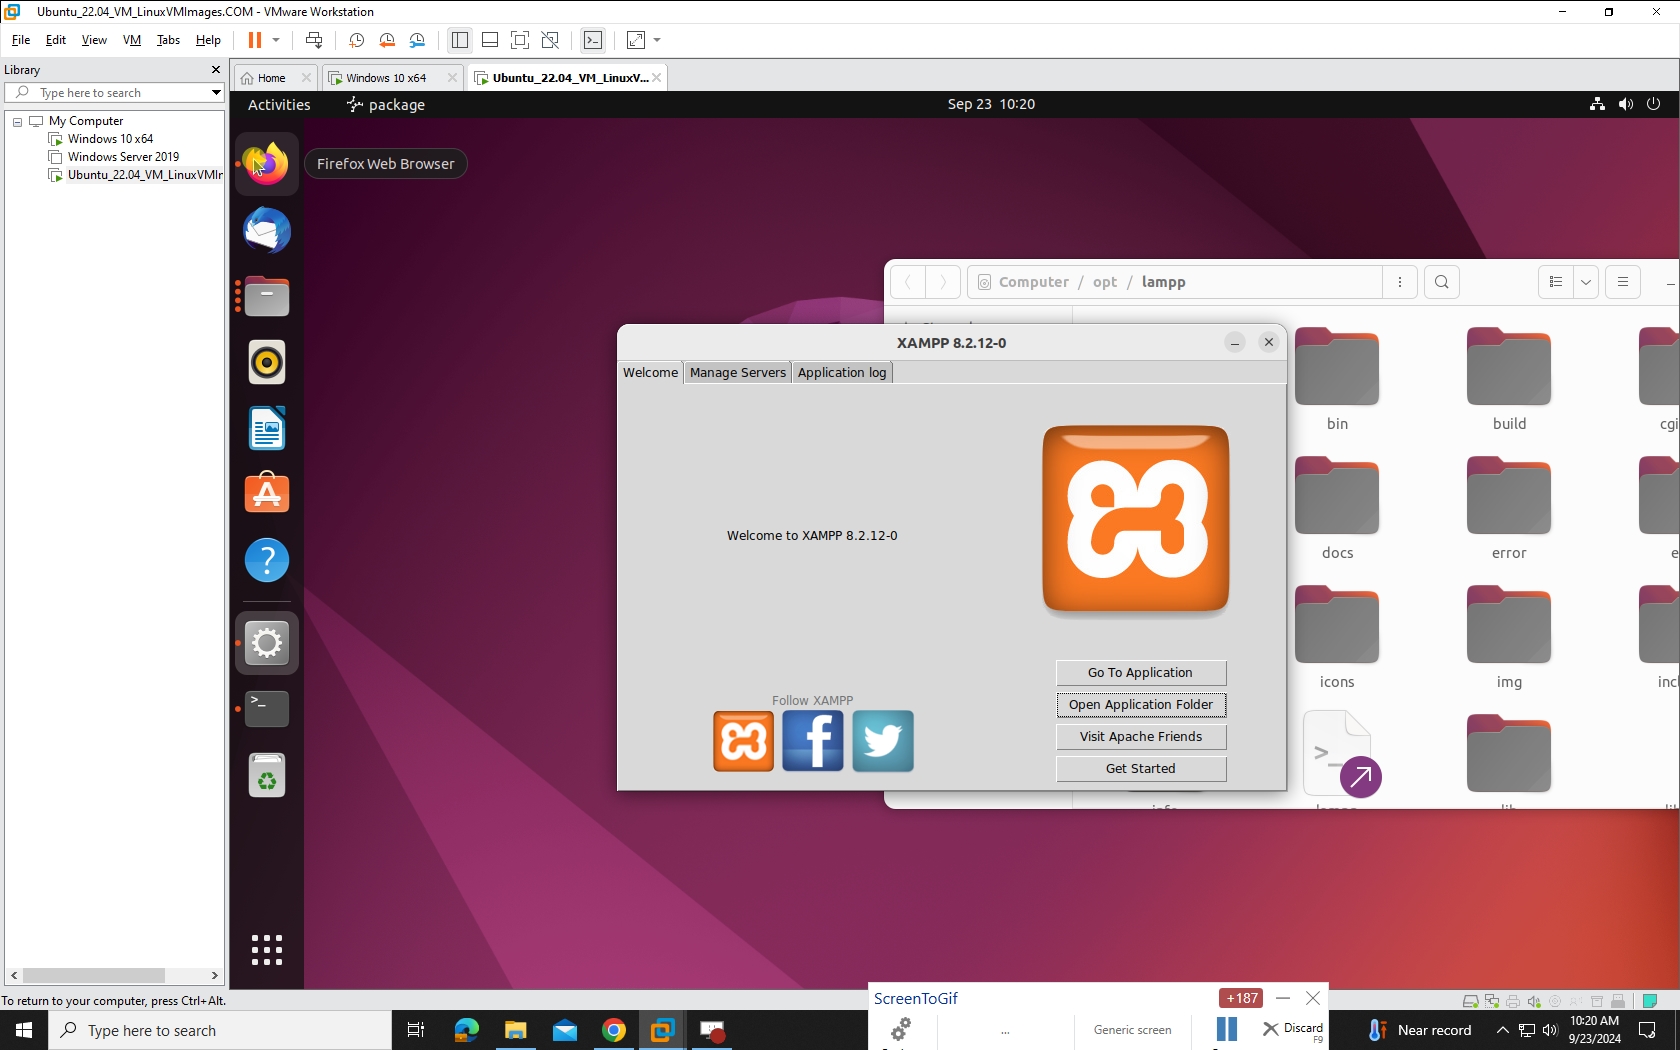 Ubuntu_22.04_VM_LinuxVMImages.COM - VMware Workstation
File Edit View VM Tabs Help
Library
Type here to search
My Computer
Windows 10 x64
Windows Server 2019
Ubuntu_22.04_VM_LinuxVMIr
Home
Windows 10 x64
Ubuntu_22.04_VM_LinuxV...
Activities
package
Sep 23 10:20
Firefox Web Browser
Computer / opt / lampp
XAMPP 8.2.12-0
Welcome
Manage Servers
Application log
Welcome to XAMPP 8.2.12-0
Follow XAMPP
Go To Application
Open Application Folder
Visit Apache Friends
Get Started
bin
build
cgi
docs
error
e
icons
img
incl
To return to your computer, press Ctrl+Alt.
ScreenToGif
+187
...
Generic screen
Discard
F9
Type here to search
Near record
10:20 AM
9/23/2024